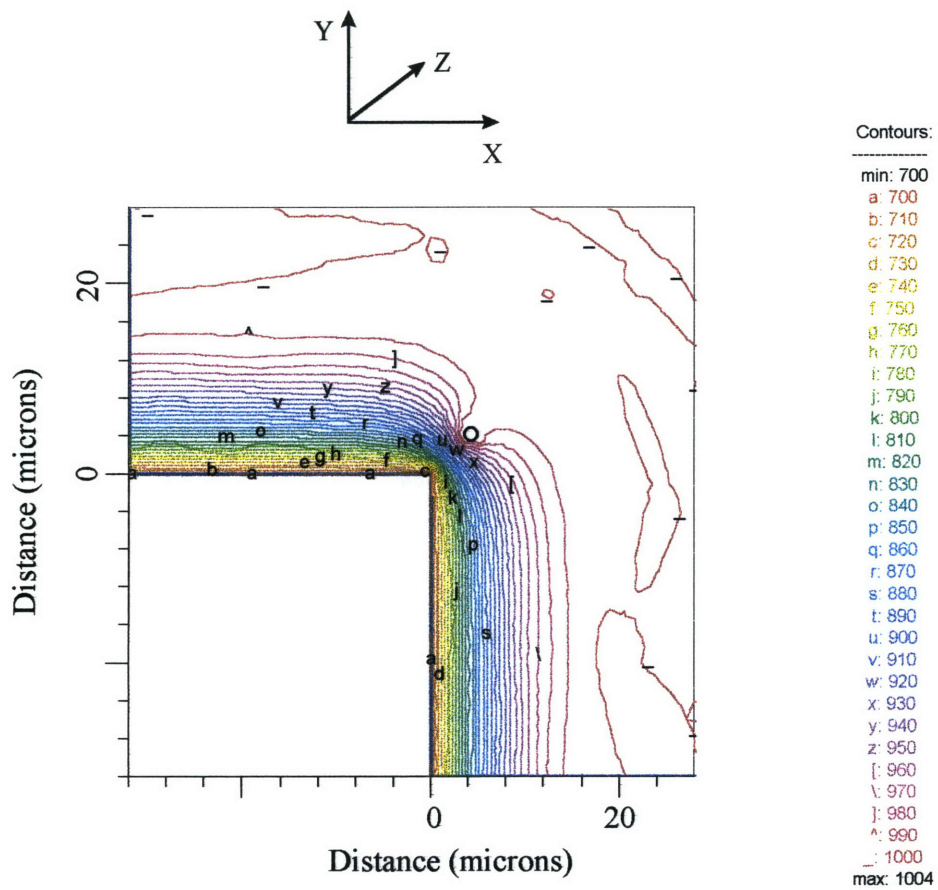 Y
Z
X
Contours:
-------------
min: 700
a: 700
b: 710
c: 720
d: 730
e: 740
f: 750
g: 760
h: 770
i: 780
j: 790
k: 800
l: 810
m: 820
n: 830
o: 840
p: 850
q: 860
r: 870
s: 880
t: 890
u: 900
v: 910
w: 920
x: 930
y: 940
z: 950
[: 960
\: 970
]: 980
^: 990
_: 1000
max: 1004
20
0
Distance (microns)
^
]
y
z
v
t
r
m
o
n
q
u
w
x
O
e
g
h
f
a
b
a
a
c
[
k
p
j
s
\
a
d
0
20
Distance (microns)